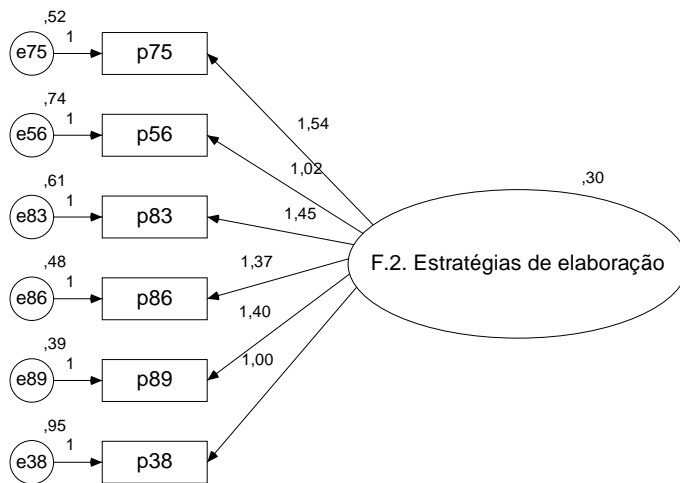 ,52
1
e75
p75
1,54
,74
1
e56
p56
1,02
,30
,61
1
e83
p83
1,45
F.2. Estratégias de elaboração
,48
1
e86
p86
1,37
,39
1
e89
p89
1,40
1,00
,95
1
e38
p38